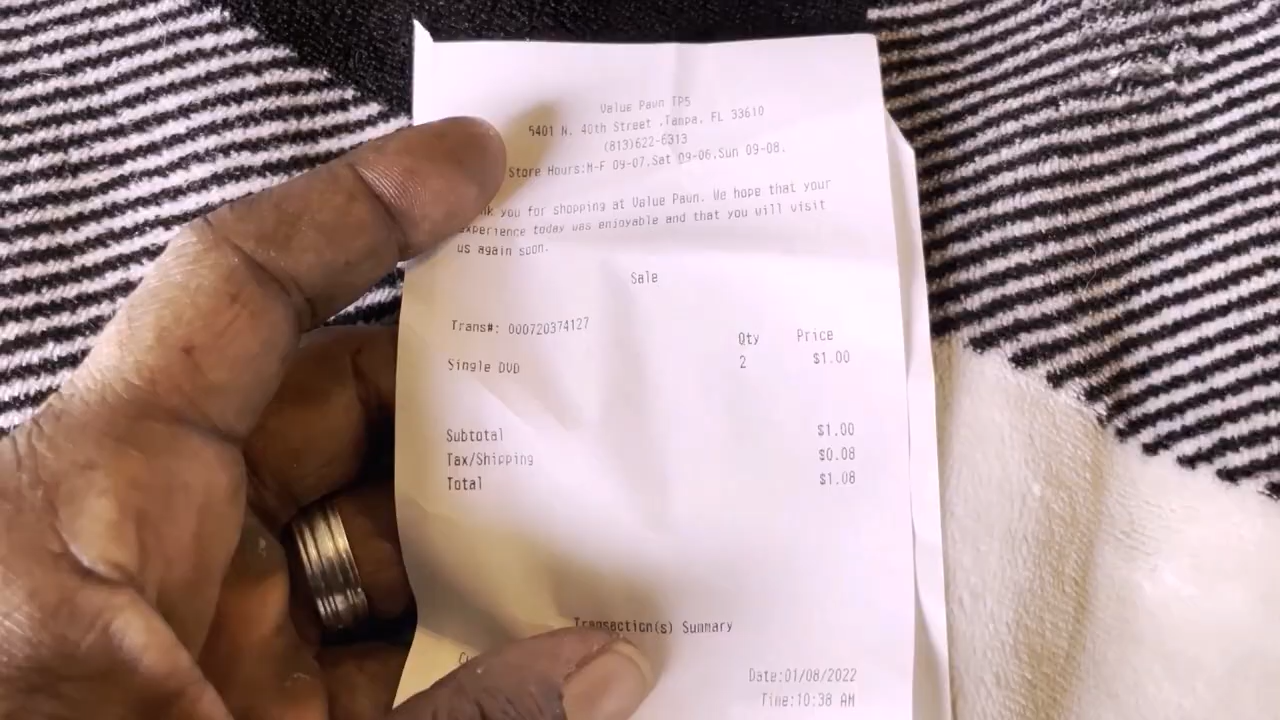 Value Pawn TP5
5401 N. 40th Street ,Tampa, FL 33610
(813)622-6313
Store Hours:M-F 09-07,Sat 09-06,Sun 09-08.
you for shopping at Value Pawn. We hope that your
experience today was enjoyable and that you will visit
us again soon.
Sale
Trans#: 000720374127
Qty Price
Single DVD 2 $1.00
Subtotal $1.00
Tax/Shipping $0.08
Total $1.08
Transaction(s) Summary
Date:01/08/2022
Time:10:38 AM